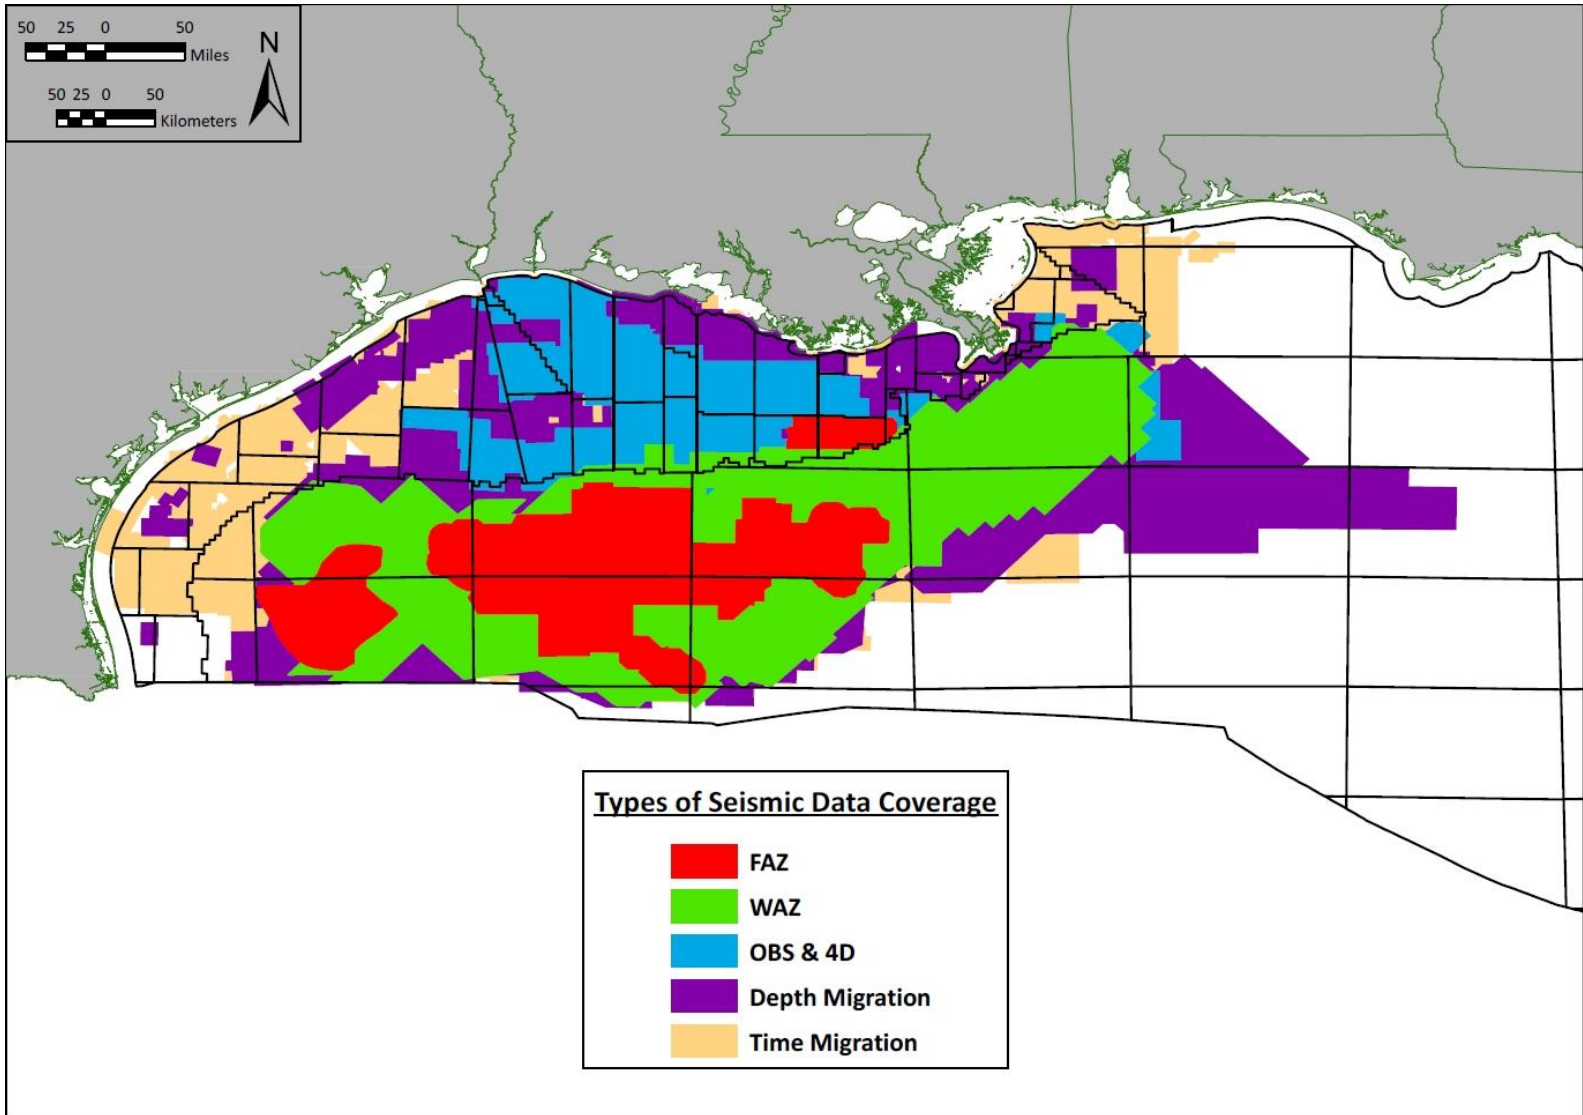 50 25 0 50
Miles
N
50 25 0 50
Kilometers
Types of Seismic Data Coverage
FAZ
WAZ
OBS & 4D
Depth Migration
Time Migration